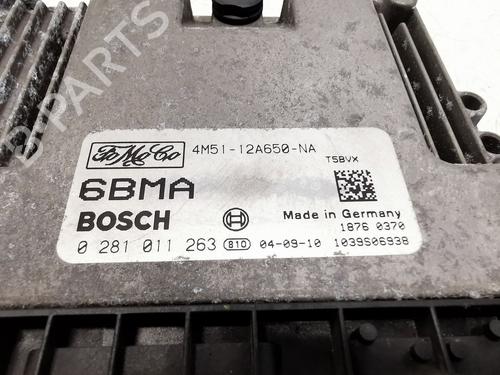 B-PARTS
FoMoCo 4M51-12A650-NA
TSBVX
6BMA
BOSCH Made in Germany
1876 0370
0 281 011 263 810 04-09-10 1039S06938